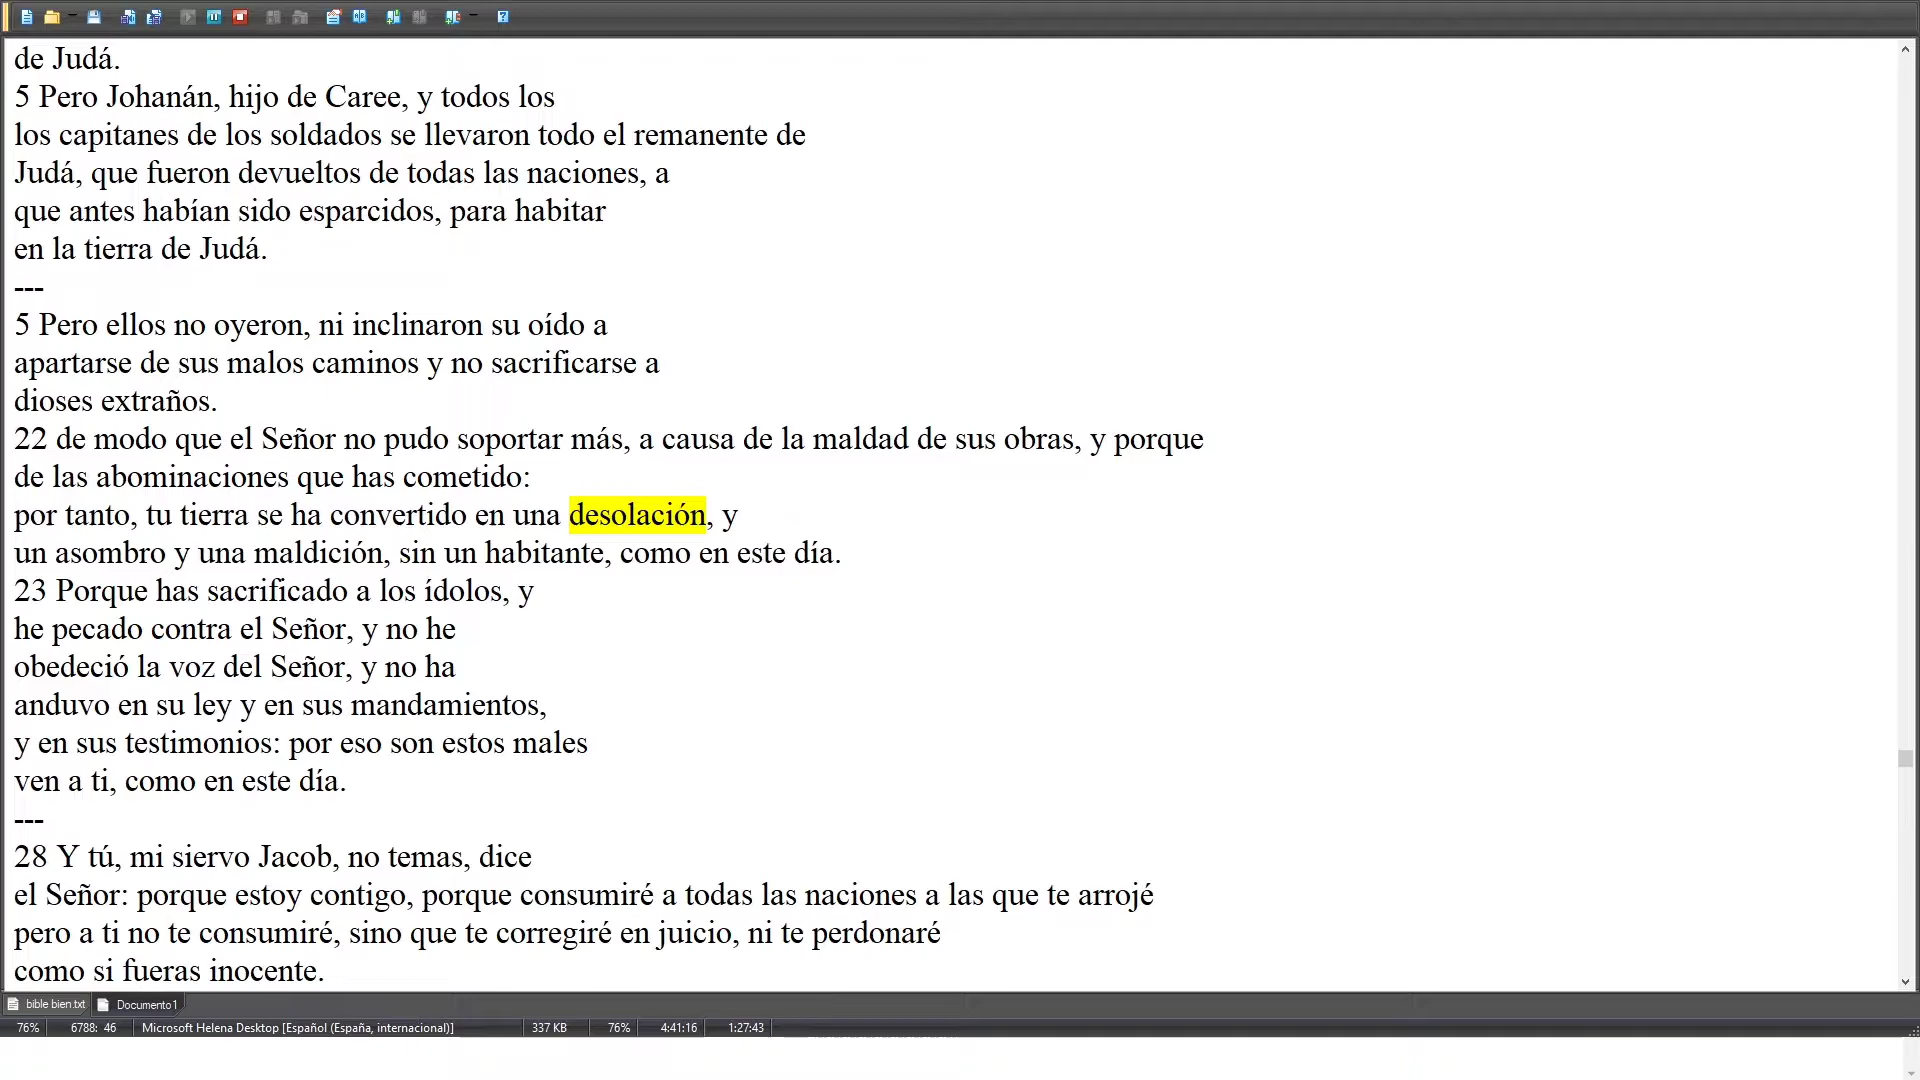 de Judá.
5 Pero Johanán, hijo de Caree, y todos los
los capitanes de los soldados se llevaron todo el remanente de
Judá, que fueron devueltos de todas las naciones, a
que antes habían sido esparcidos, para habitar
en la tierra de Judá.
---
5 Pero ellos no oyeron, ni inclinaron su oído a
apartarse de sus malos caminos y no sacrificarse a
dioses extraños.
22 de modo que el Señor no pudo soportar más, a causa de la maldad de sus obras, y porque
de las abominaciones que has cometido:
por tanto, tu tierra se ha convertido en una desolación, y
un asombro y una maldición, sin un habitante, como en este día.
23 Porque has sacrificado a los ídolos, y
he pecado contra el Señor, y no he
obedeció la voz del Señor, y no ha
anduvo en su ley y en sus mandamientos,
y en sus testimonios: por eso son estos males
ven a ti, como en este día.
---
28 Y tú, mi siervo Jacob, no temas, dice
el Señor: porque estoy contigo, porque consumiré a todas las naciones a las que te arrojé
pero a ti no te consumiré, sino que te corregiré en juicio, ni te perdonaré
como si fueras inocente.
bible bien.txt Documento1
76% 6788: 46 Microsoft Helena Desktop [Español (España, internacional)] 337 KB 76% 4:41:16 1:27:43